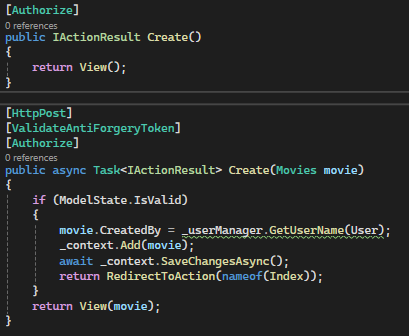 [Authorize]
0 references
public IActionResult Create()
{
    return View();
}
[HttpPost]
[ValidateAntiForgeryToken]
[Authorize]
0 references
public async Task<IActionResult> Create(Movies movie)
{
    if (ModelState.IsValid)
    {
        movie.CreatedBy = _userManager.GetUserName(User);
        _context.Add(movie);
        await _context.SaveChangesAsync();
        return RedirectToAction(nameof(Index));
    }
    return View(movie);
}